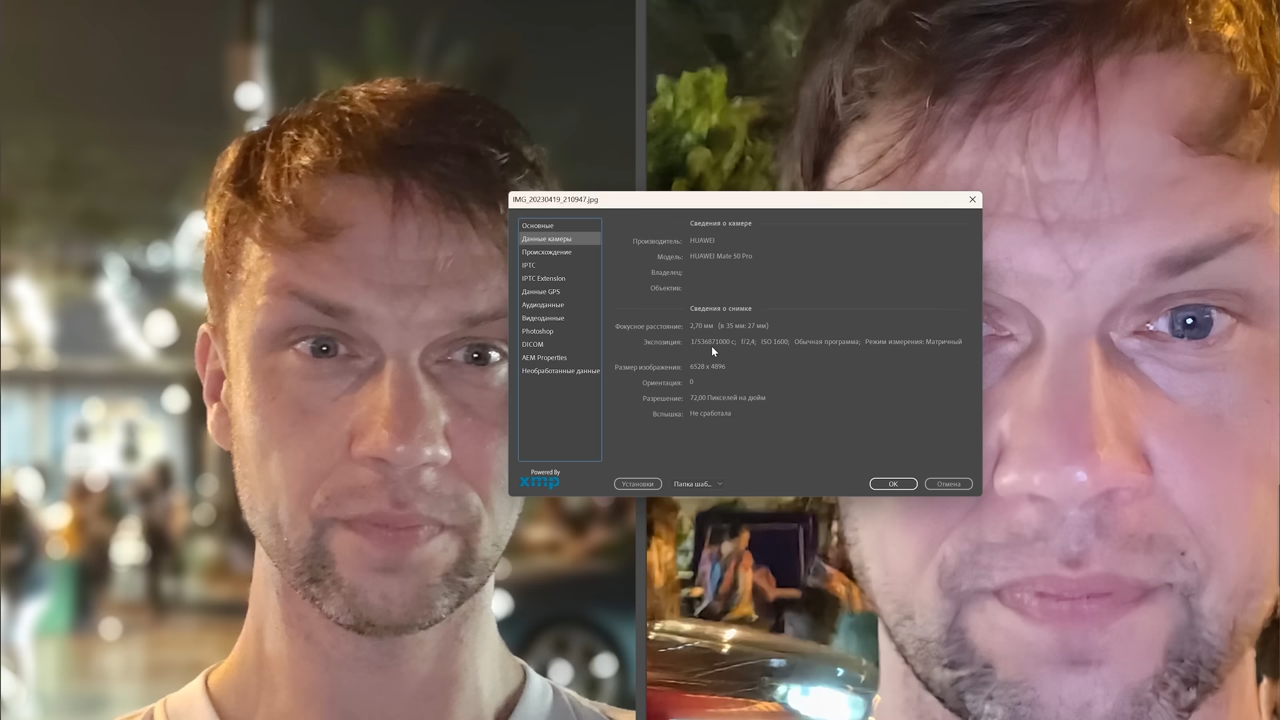 IMG_20230419_210947.jpg
Основные
Данные камеры
Происхождение
IPTC
IPTC Extension
Данные GPS
Аудиоданные
Видеоданные
Photoshop
DICOM
AEM Properties
Необработанные данные
Powered By
xmp
Сведения о камере
Производитель: HUAWEI
Модель: HUAWEI Mate 50 Pro
Владелец:
Объектив:
Сведения о снимке
Фокусное расстояние: 2,70 мм (в 35 мм: 27 мм)
Экспозиция: 1/536871000 с; f/2,4; ISO 1600; Обычная программа; Режим измерения: Матричный
Размер изображения: 6528 x 4896
Ориентация: 0
Разрешение: 72,00 Пикселей на дюйм
Вспышка: Не сработала
Установки Папка шаб... ОК Отмена